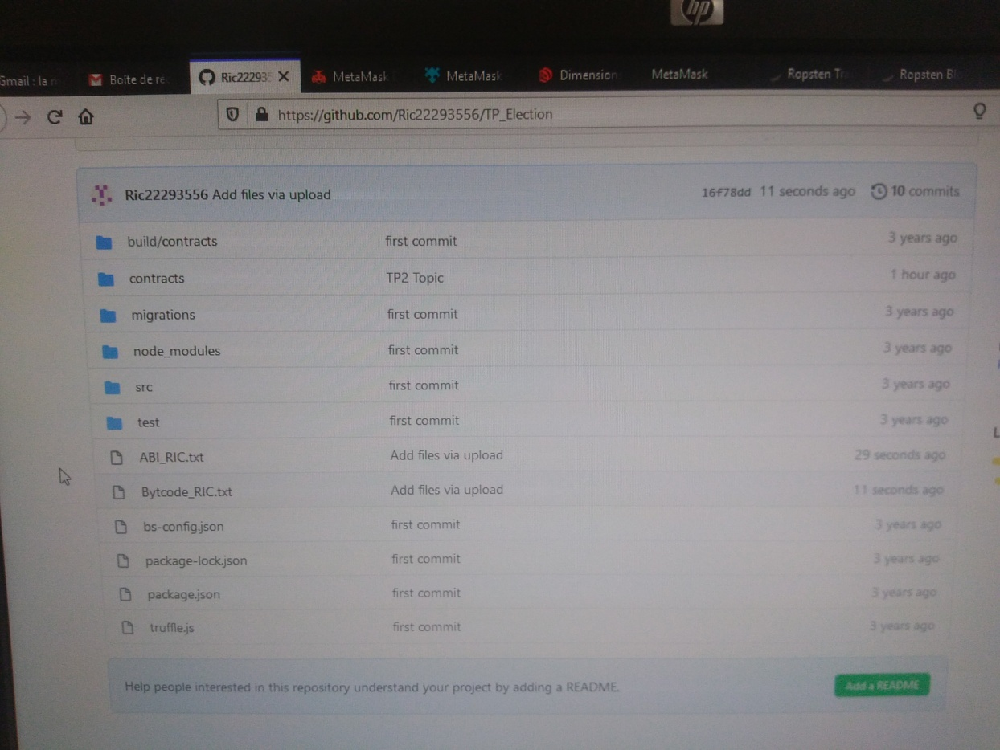 hp
Gmail : la
Boîte de ré
Ric222935
MetaMask
MetaMask
Dimension
MetaMask
Ropsten Tra
Ropsten Bl
https://github.com/Ric22293556/TP_Election
Ric22293556 Add files via upload 16f78dd 11 seconds ago 10 commits
build/contracts first commit 3 years ago
contracts TP2 Topic 1 hour ago
migrations first commit 3 years ago
node_modules first commit 3 years ago
src first commit 3 years ago
test first commit 3 years ago
ABI_RIC.txt Add files via upload 29 seconds ago
Bytcode_RIC.txt Add files via upload 11 seconds ago
bs-config.json first commit 3 years ago
package-lock.json first commit 3 years ago
package.json first commit 3 years ago
truffle.js first commit 3 years ago
Help people interested in this repository understand your project by adding a README. Add a README